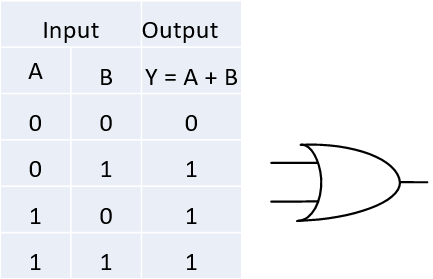 Input Output
A B Y = A + B
0 0 0
0 1 1
1 0 1
1 1 1